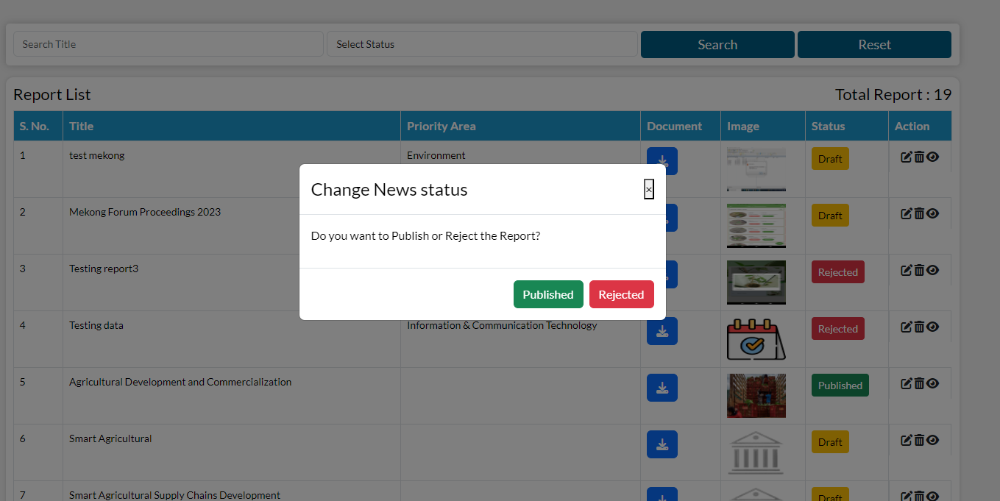 Search Title
Select Status
Search
Reset
Report List
Total Report : 19
S. No. Title Priority Area Document Image Status Action
1 test mekong Environment Draft
Change News status ×
2 Mekong Forum Proceedings 2023 Draft
Do you want to Publish or Reject the Report?
3 Testing report3 Rejected
Published Rejected
4 Testing data Information & Communication Technology Rejected
5 Agricultural Development and Commercialization Published
6 Smart Agricultural Draft
7 Smart Agricultural Supply Chains Development Draft